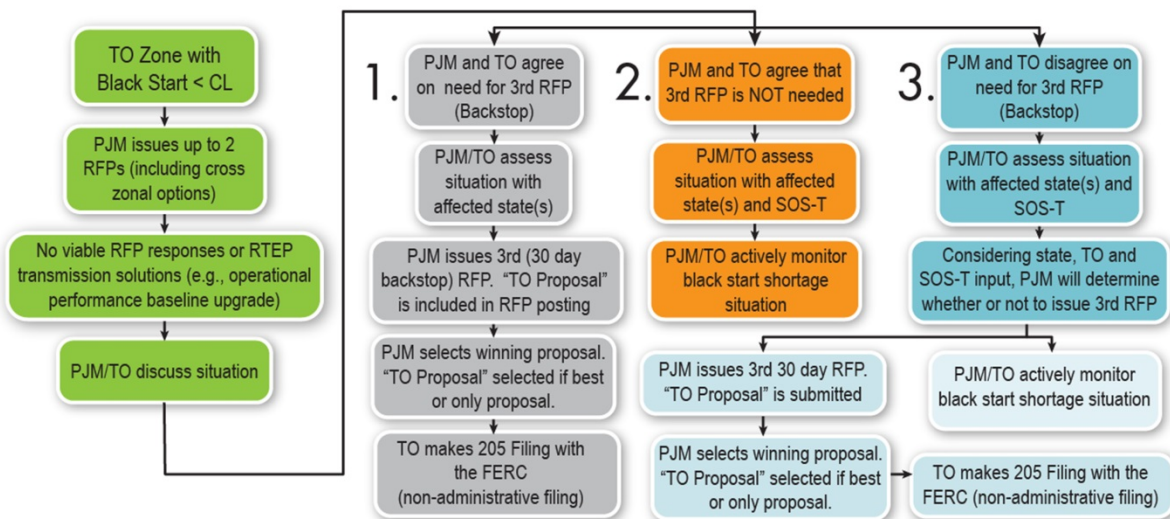 TO Zone with
Black Start < CL
PJM issues up to 2
RFPs (including cross
zonal options)
No viable RFP responses or RTEP
transmission solutions (e.g., operational
performance baseline upgrade)
PJM/TO discuss situation
1.
PJM and TO agree
on need for 3rd RFP
(Backstop)
PJM/TO assess
situation with
affected state(s)
PJM issues 3rd (30 day
backstop) RFP. “TO Proposal”
is included in RFP posting
PJM selects winning proposal.
“TO Proposal” selected if best
or only proposal.
TO makes 205 Filing with
the FERC
(non-administrative filing)
2.
PJM and TO agree that
3rd RFP is NOT needed
PJM/TO assess
situation with affected
state(s) and SOS-T
PJM/TO actively monitor
black start shortage
situation
3.
PJM and TO disagree on
need for 3rd RFP
(Backstop)
PJM/TO assess situation
with affected state(s) and
SOS-T
Considering state, TO and
SOS-T input, PJM will determine
whether or not to issue 3rd RFP
PJM issues 3rd 30 day RFP.
“TO Proposal” is submitted
PJM/TO actively monitor
black start shortage situation
PJM selects winning proposal.
“TO Proposal” selected if best
or only proposal.
TO makes 205 Filing with the
FERC (non-administrative filing)